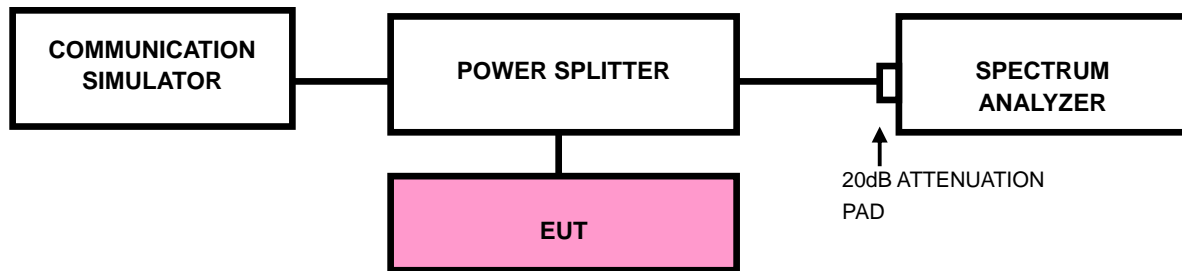 COMMUNICATION
SIMULATOR
POWER SPLITTER
SPECTRUM
ANALYZER
20dB ATTENUATION
PAD
EUT